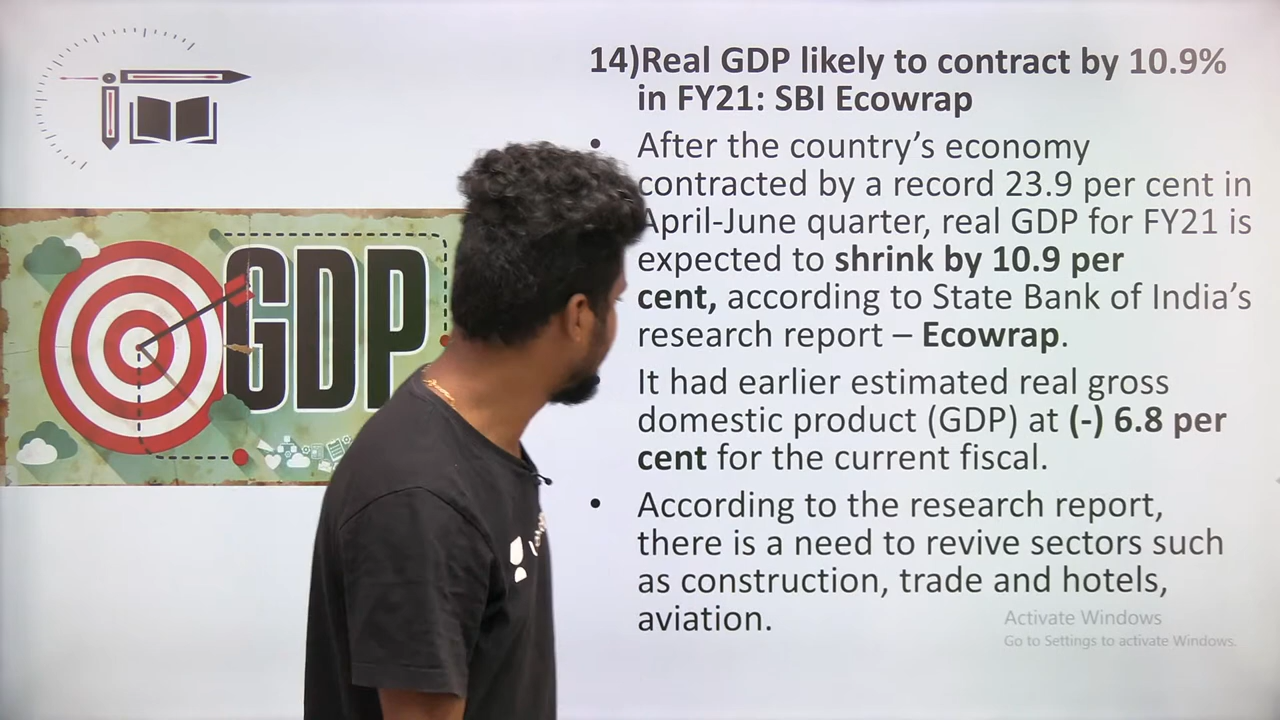 14)Real GDP likely to contract by 10.9%
in FY21: SBI Ecowrap
GDP
• After the country’s economy
contracted by a record 23.9 per cent in
April-June quarter, real GDP for FY21 is
expected to shrink by 10.9 per
cent, according to State Bank of India’s
research report – Ecowrap.
It had earlier estimated real gross
domestic product (GDP) at (-) 6.8 per
cent for the current fiscal.
• According to the research report,
there is a need to revive sectors such
as construction, trade and hotels,
aviation.
Activate Windows
Go to Settings to activate Windows.